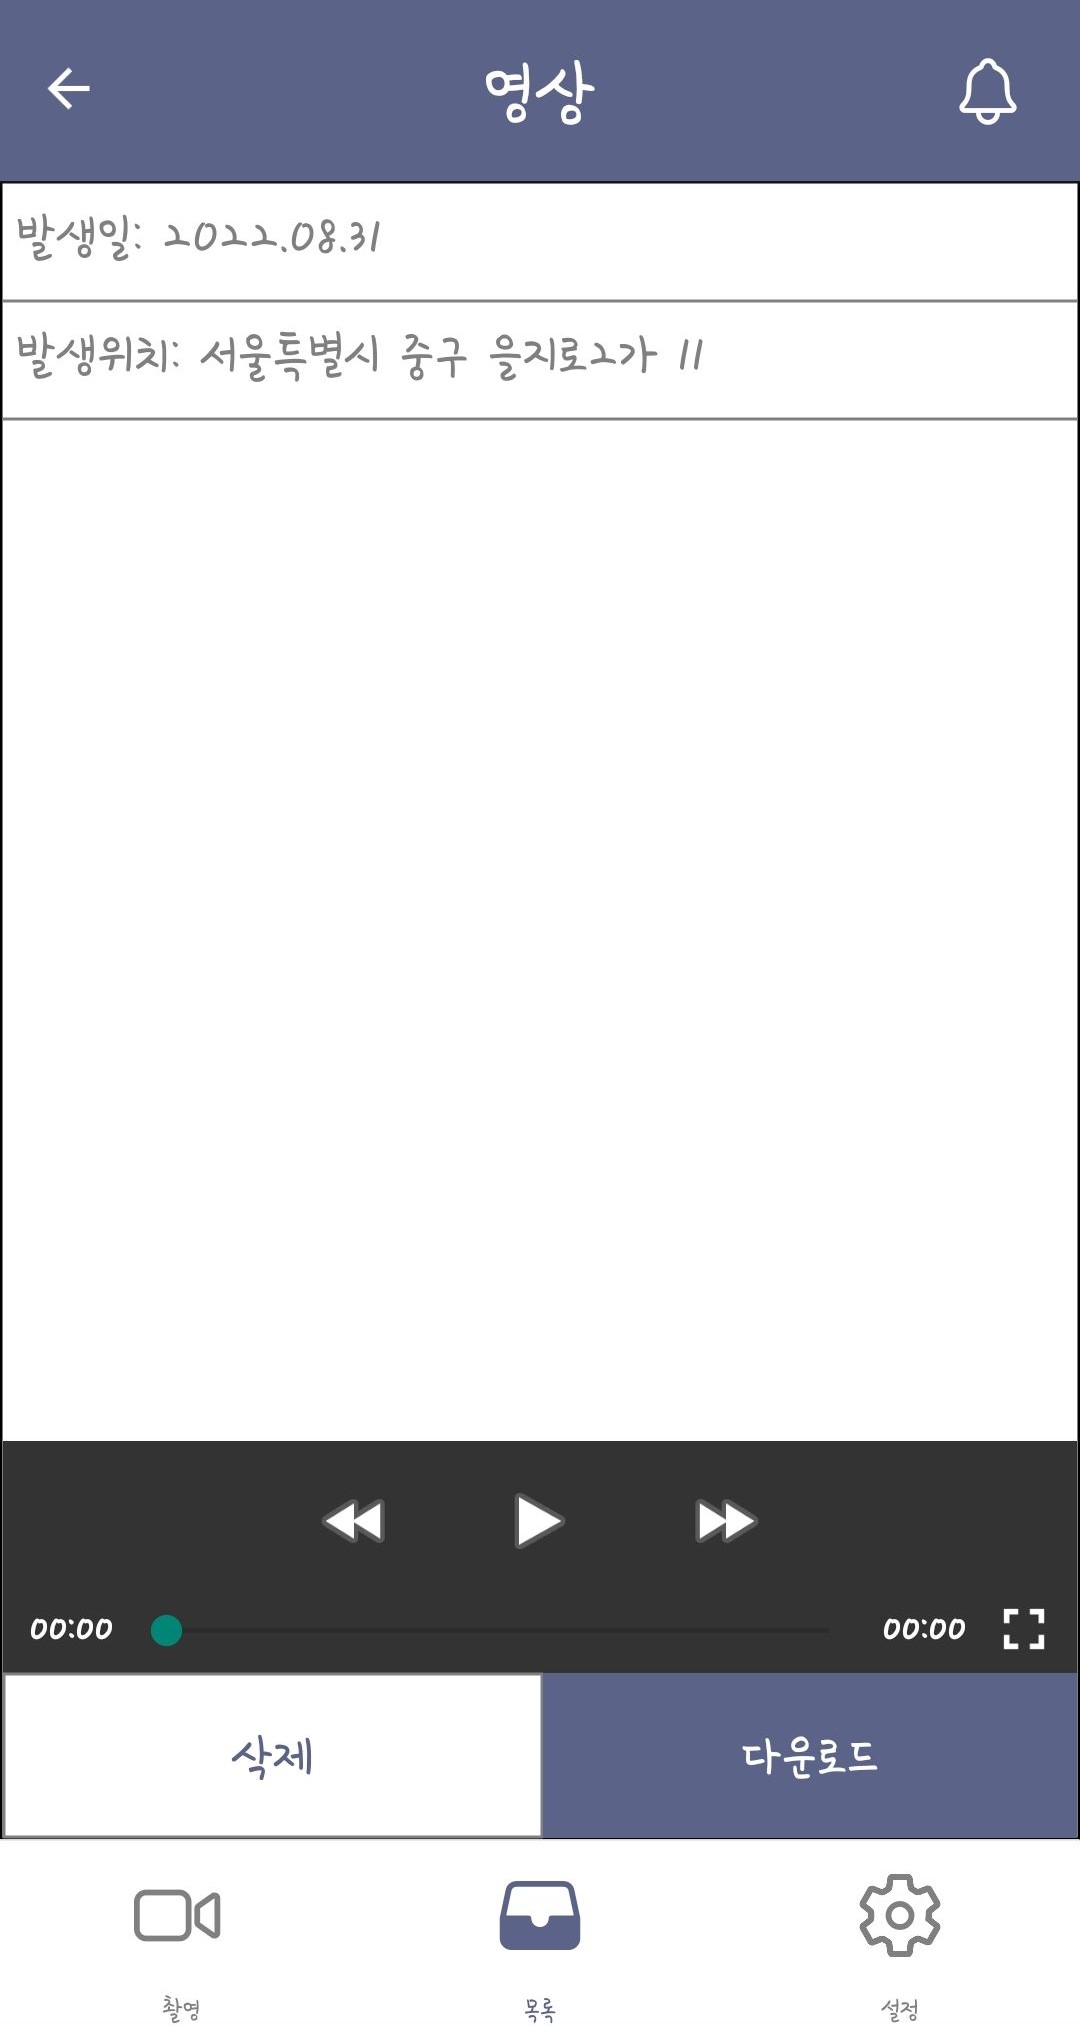 영상
발생일: 2022.08.31
발생위치: 서울특별시 중구 을지로2가 11
00:00 00:00
삭제 다운로드
촬영 목록 설정